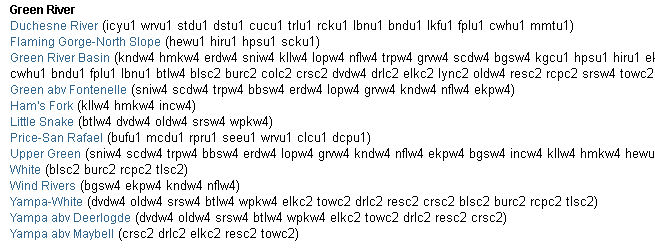 Green River
Duchesne River (icyu1 wrvu1 stdu1 dstu1 cucu1 trlu1 rcku1 lbnu1 bndu1 lkfu1 fplu1 cwhu1 mmtu1)
Flaming Gorge-North Slope (hewu1 hiru1 hpsu1 scku1)
Green River Basin (kndw4 hmkw4 erdw4 sniw4 kllw4 lopw4 nflw4 trpw4 grvw4 scdw4 bgsw4 kgcu1 hpsu1 hiru1 ek
cwhu1 bndu1 fplu1 lbnu1 btlw4 blsc2 burc2 colc2 crsc2 dvdw4 drlc2 elkc2 lync2 oldw4 resc2 rcpc2 srsw4 towc2
Green abv Fontenelle (sniw4 scdw4 trpw4 bbsw4 erdw4 lopw4 grvw4 kndw4 nflw4 ekpw4)
Ham's Fork (kllw4 hmkw4 incw4)
Little Snake (btlw4 dvdw4 oldw4 srsw4 wpkw4)
Price-San Rafael (bufu1 mcdu1 rpru1 seeu1 wrvu1 clcu1 dcpu1)
Upper Green (sniw4 scdw4 trpw4 bbsw4 erdw4 lopw4 grvw4 kndw4 nflw4 ekpw4 bgsw4 incw4 kllw4 hmkw4 hewu
White (blsc2 burc2 rcpc2 tlsc2)
Wind Rivers (bgsw4 ekpw4 kndw4 nflw4)
Yampa-White (dvdw4 oldw4 srsw4 btlw4 wpkw4 elkc2 towc2 drlc2 resc2 crsc2 blsc2 burc2 rcpc2 tlsc2)
Yampa abv Deerlogde (dvdw4 oldw4 srsw4 btlw4 wpkw4 elkc2 towc2 drlc2 resc2 crsc2)
Yampa abv Maybell (crsc2 drlc2 elkc2 resc2 towc2)